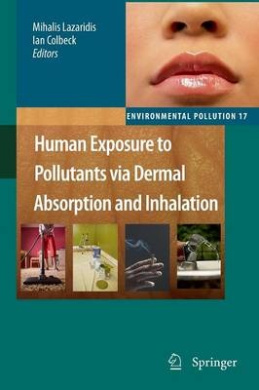 Mihalis Lazaridis
Ian Colbeck
Editors
ENVIRONMENTAL POLLUTION 17
Human Exposure to
Pollutants via Dermal
Absorption and Inhalation
Springer